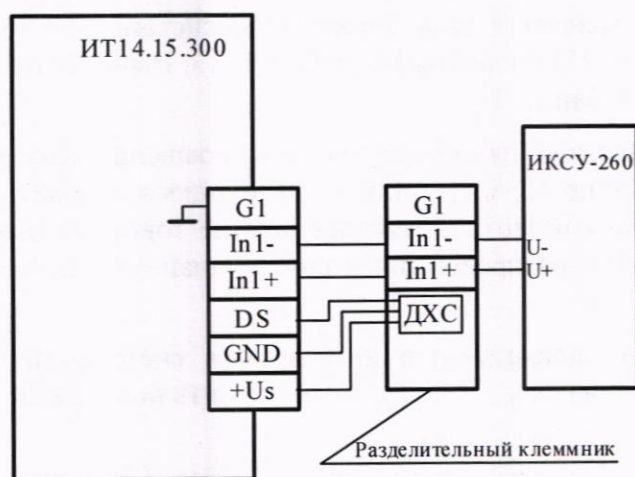 ИТ14.15.300
ИКСУ-260
G1
In1-
In1+
DS
GND
+Us
G1
In1-
In1+
ДХС
U-
U+
Разделительный клеммник